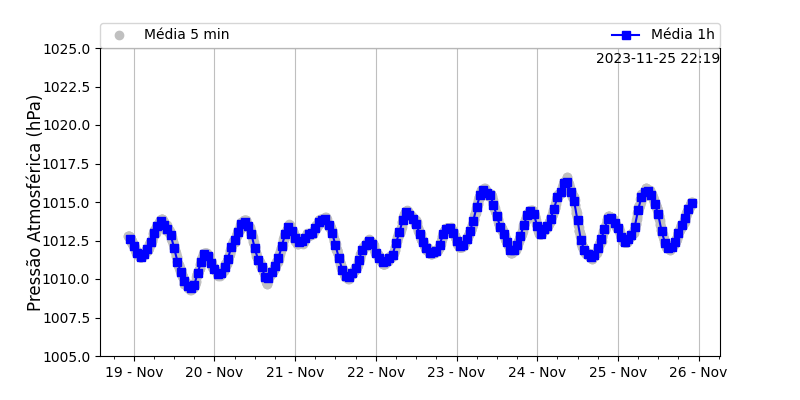 Média 5 min
Média 1h
2023-11-25 22:19
Pressão Atmosférica (hPa)
1025.0
1022.5
1020.0
1017.5
1015.0
1012.5
1010.0
1007.5
1005.0
19 - Nov
20 - Nov
21 - Nov
22 - Nov
23 - Nov
24 - Nov
25 - Nov
26 - Nov